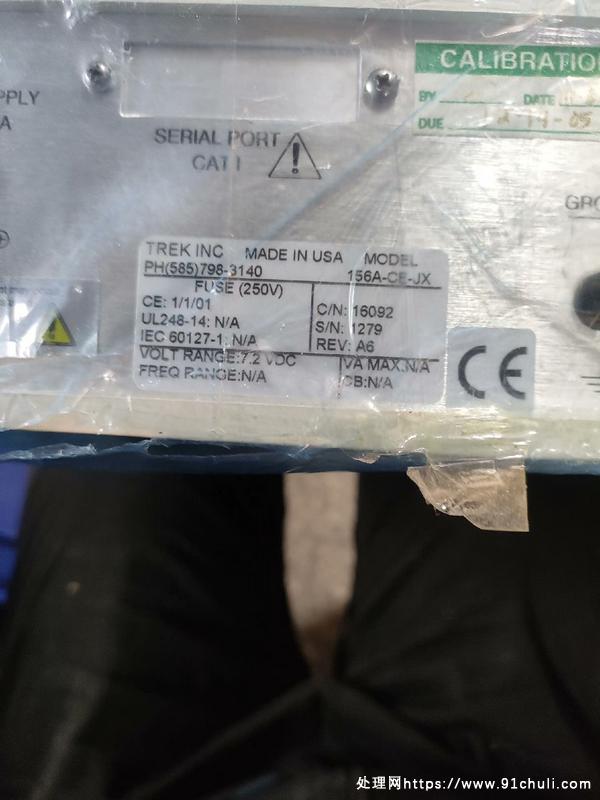 CALIBRATIO
PPLY
A
BY
DATE
DUE
12-14-05
SERIAL PORT
CAT I
GRO
TREK INC MADE IN USA MODEL
PH(585)798-3140 156A-CE-JX
FUSE (250V)
CE: 1/1/01
C/N: 16092
UL248-14: N/A
S/N: 1279
IEC 60127-1: N/A
REV: A6
VOLT RANGE:7.2 VDC
VA MAX:N/A
FREQ RANGE:N/A
CB:N/A
CE
处理网https://www.91chuli.com/